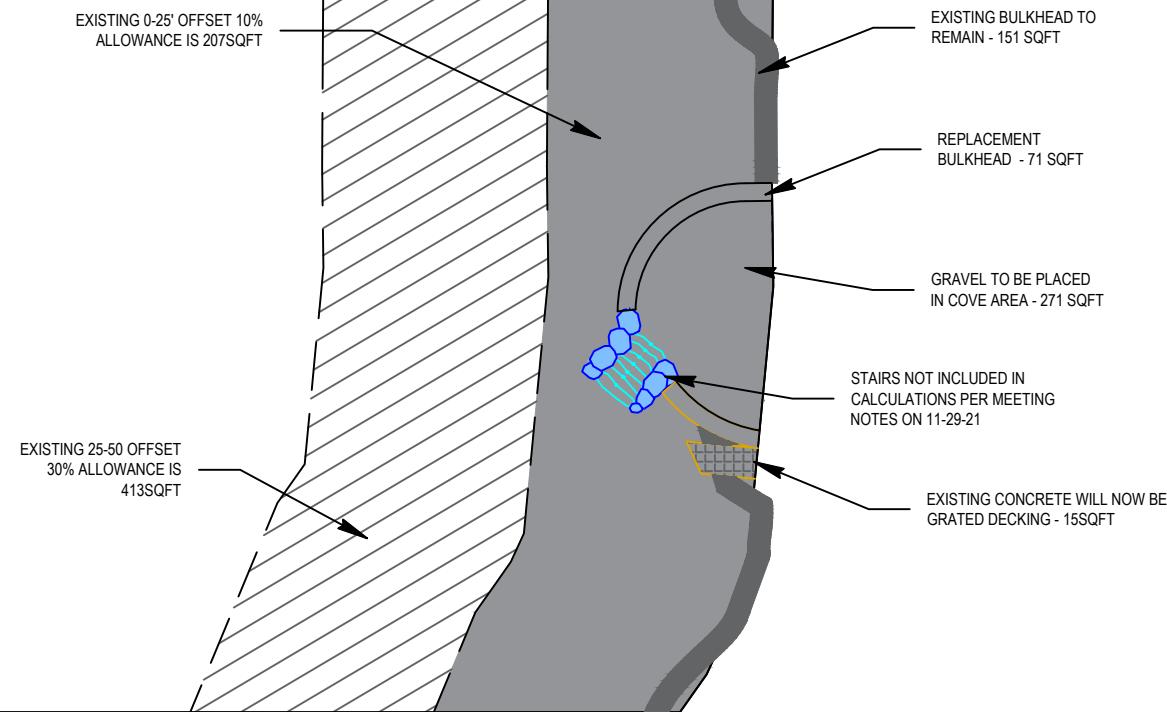 EXISTING 0-25' OFFSET 10%
ALLOWANCE IS 207SQFT
EXISTING BULKHEAD TO
REMAIN - 151 SQFT
REPLACEMENT
BULKHEAD - 71 SQFT
GRAVEL TO BE PLACED
IN COVE AREA - 271 SQFT
STAIRS NOT INCLUDED IN
CALCULATIONS PER MEETING
NOTES ON 11-29-21
EXISTING 25-50 OFFSET
30% ALLOWANCE IS
413SQFT
EXISTING CONCRETE WILL NOW BE
GRATED DECKING - 15SQFT